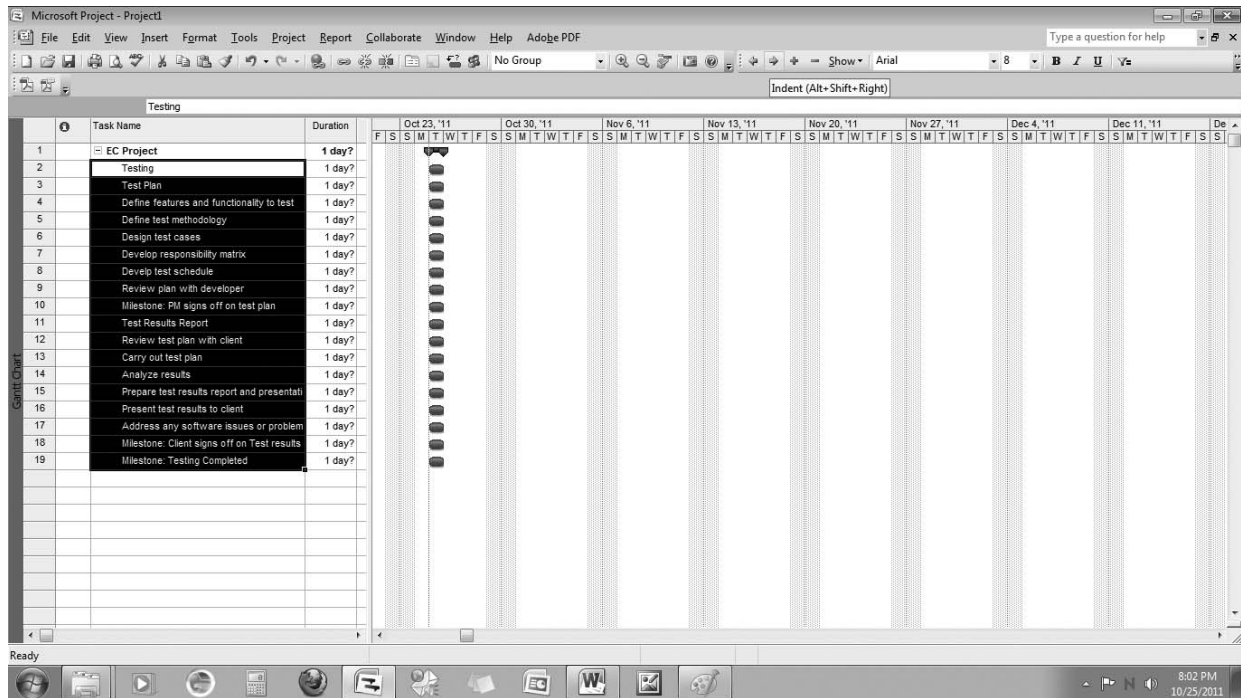 Microsoft Project - Project1
File Edit View Insert Format Tools Project Report Collaborate Window Help Adobe PDF Type a question for help
No Group Show Arial 8 B I U
Indent (Alt+Shift+Right)
Testing
Task Name Duration Oct 23, '11 Oct 30, '11 Nov 6, '11 Nov 13, '11 Nov 20, '11 Nov 27, '11 Dec 4, '11 Dec 11, '11 De
F S S M T W T F S S M T W T F S S M T W T F S S M T W T F S S M T W T F S S M T W T F S S M T W T F S S M T W T F S S
1 EC Project 1 day?
2 Testing 1 day?
3 Test Plan 1 day?
4 Define features and functionality to test 1 day?
5 Define test methodology 1 day?
6 Design test cases 1 day?
7 Develop responsibility matrix 1 day?
8 Develp test schedule 1 day?
9 Review plan with developer 1 day?
10 Milestone: PM signs off on test plan 1 day?
11 Test Results Report 1 day?
12 Review test plan with client 1 day?
13 Carry out test plan 1 day?
14 Analyze results 1 day?
15 Prepare test results report and presentati 1 day?
16 Present test results to client 1 day?
17 Address any software issues or problem 1 day?
18 Milestone: Client signs off on Test results 1 day?
19 Milestone: Testing Completed 1 day?
Gantt Chart
Ready
8:02 PM
10/25/2011